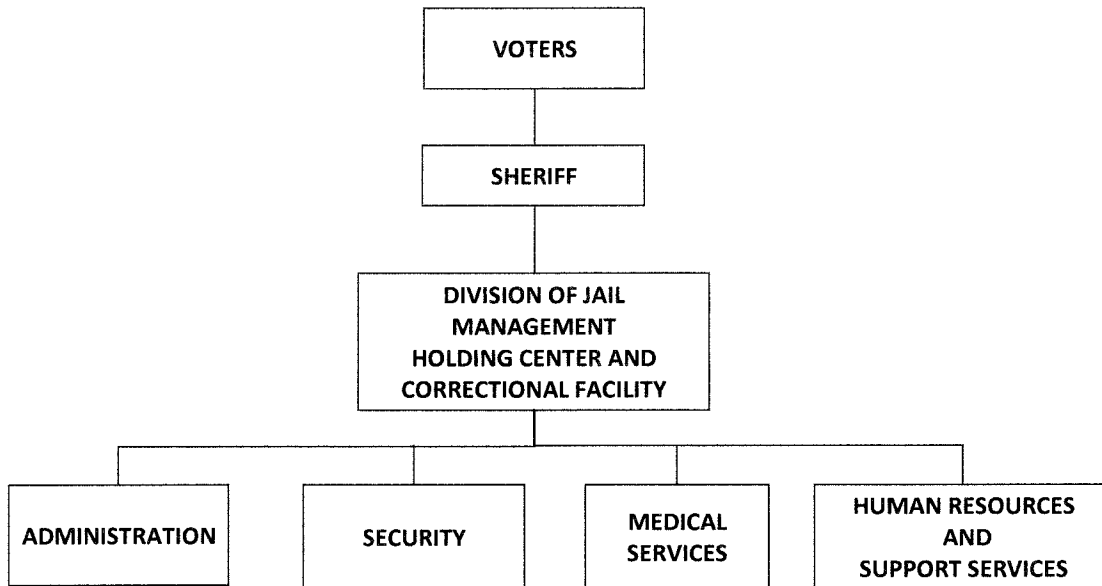 VOTERS
SHERIFF
DIVISION OF JAIL
MANAGEMENT
HOLDING CENTER AND
CORRECTIONAL FACILITY
ADMINISTRATION
SECURITY
MEDICAL
SERVICES
HUMAN RESOURCES
AND
SUPPORT SERVICES